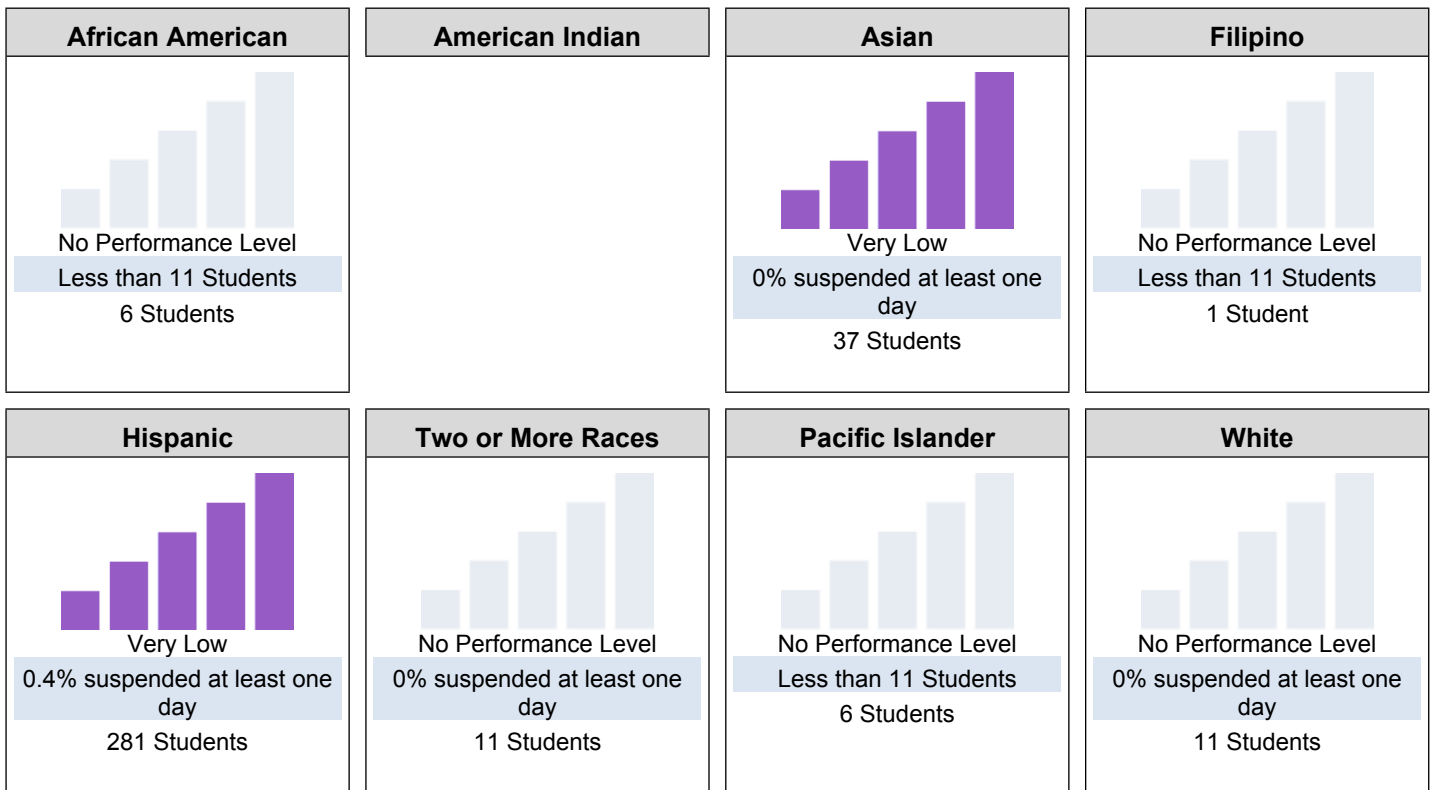 African American
No Performance Level
Less than 11 Students
6 Students
American Indian
Asian
Very Low
0% suspended at least one
day
37 Students
Filipino
No Performance Level
Less than 11 Students
1 Student
Hispanic
Very Low
0.4% suspended at least one
day
281 Students
Two or More Races
No Performance Level
0% suspended at least one
day
11 Students
Pacific Islander
No Performance Level
Less than 11 Students
6 Students
White
No Performance Level
0% suspended at least one
day
11 Students